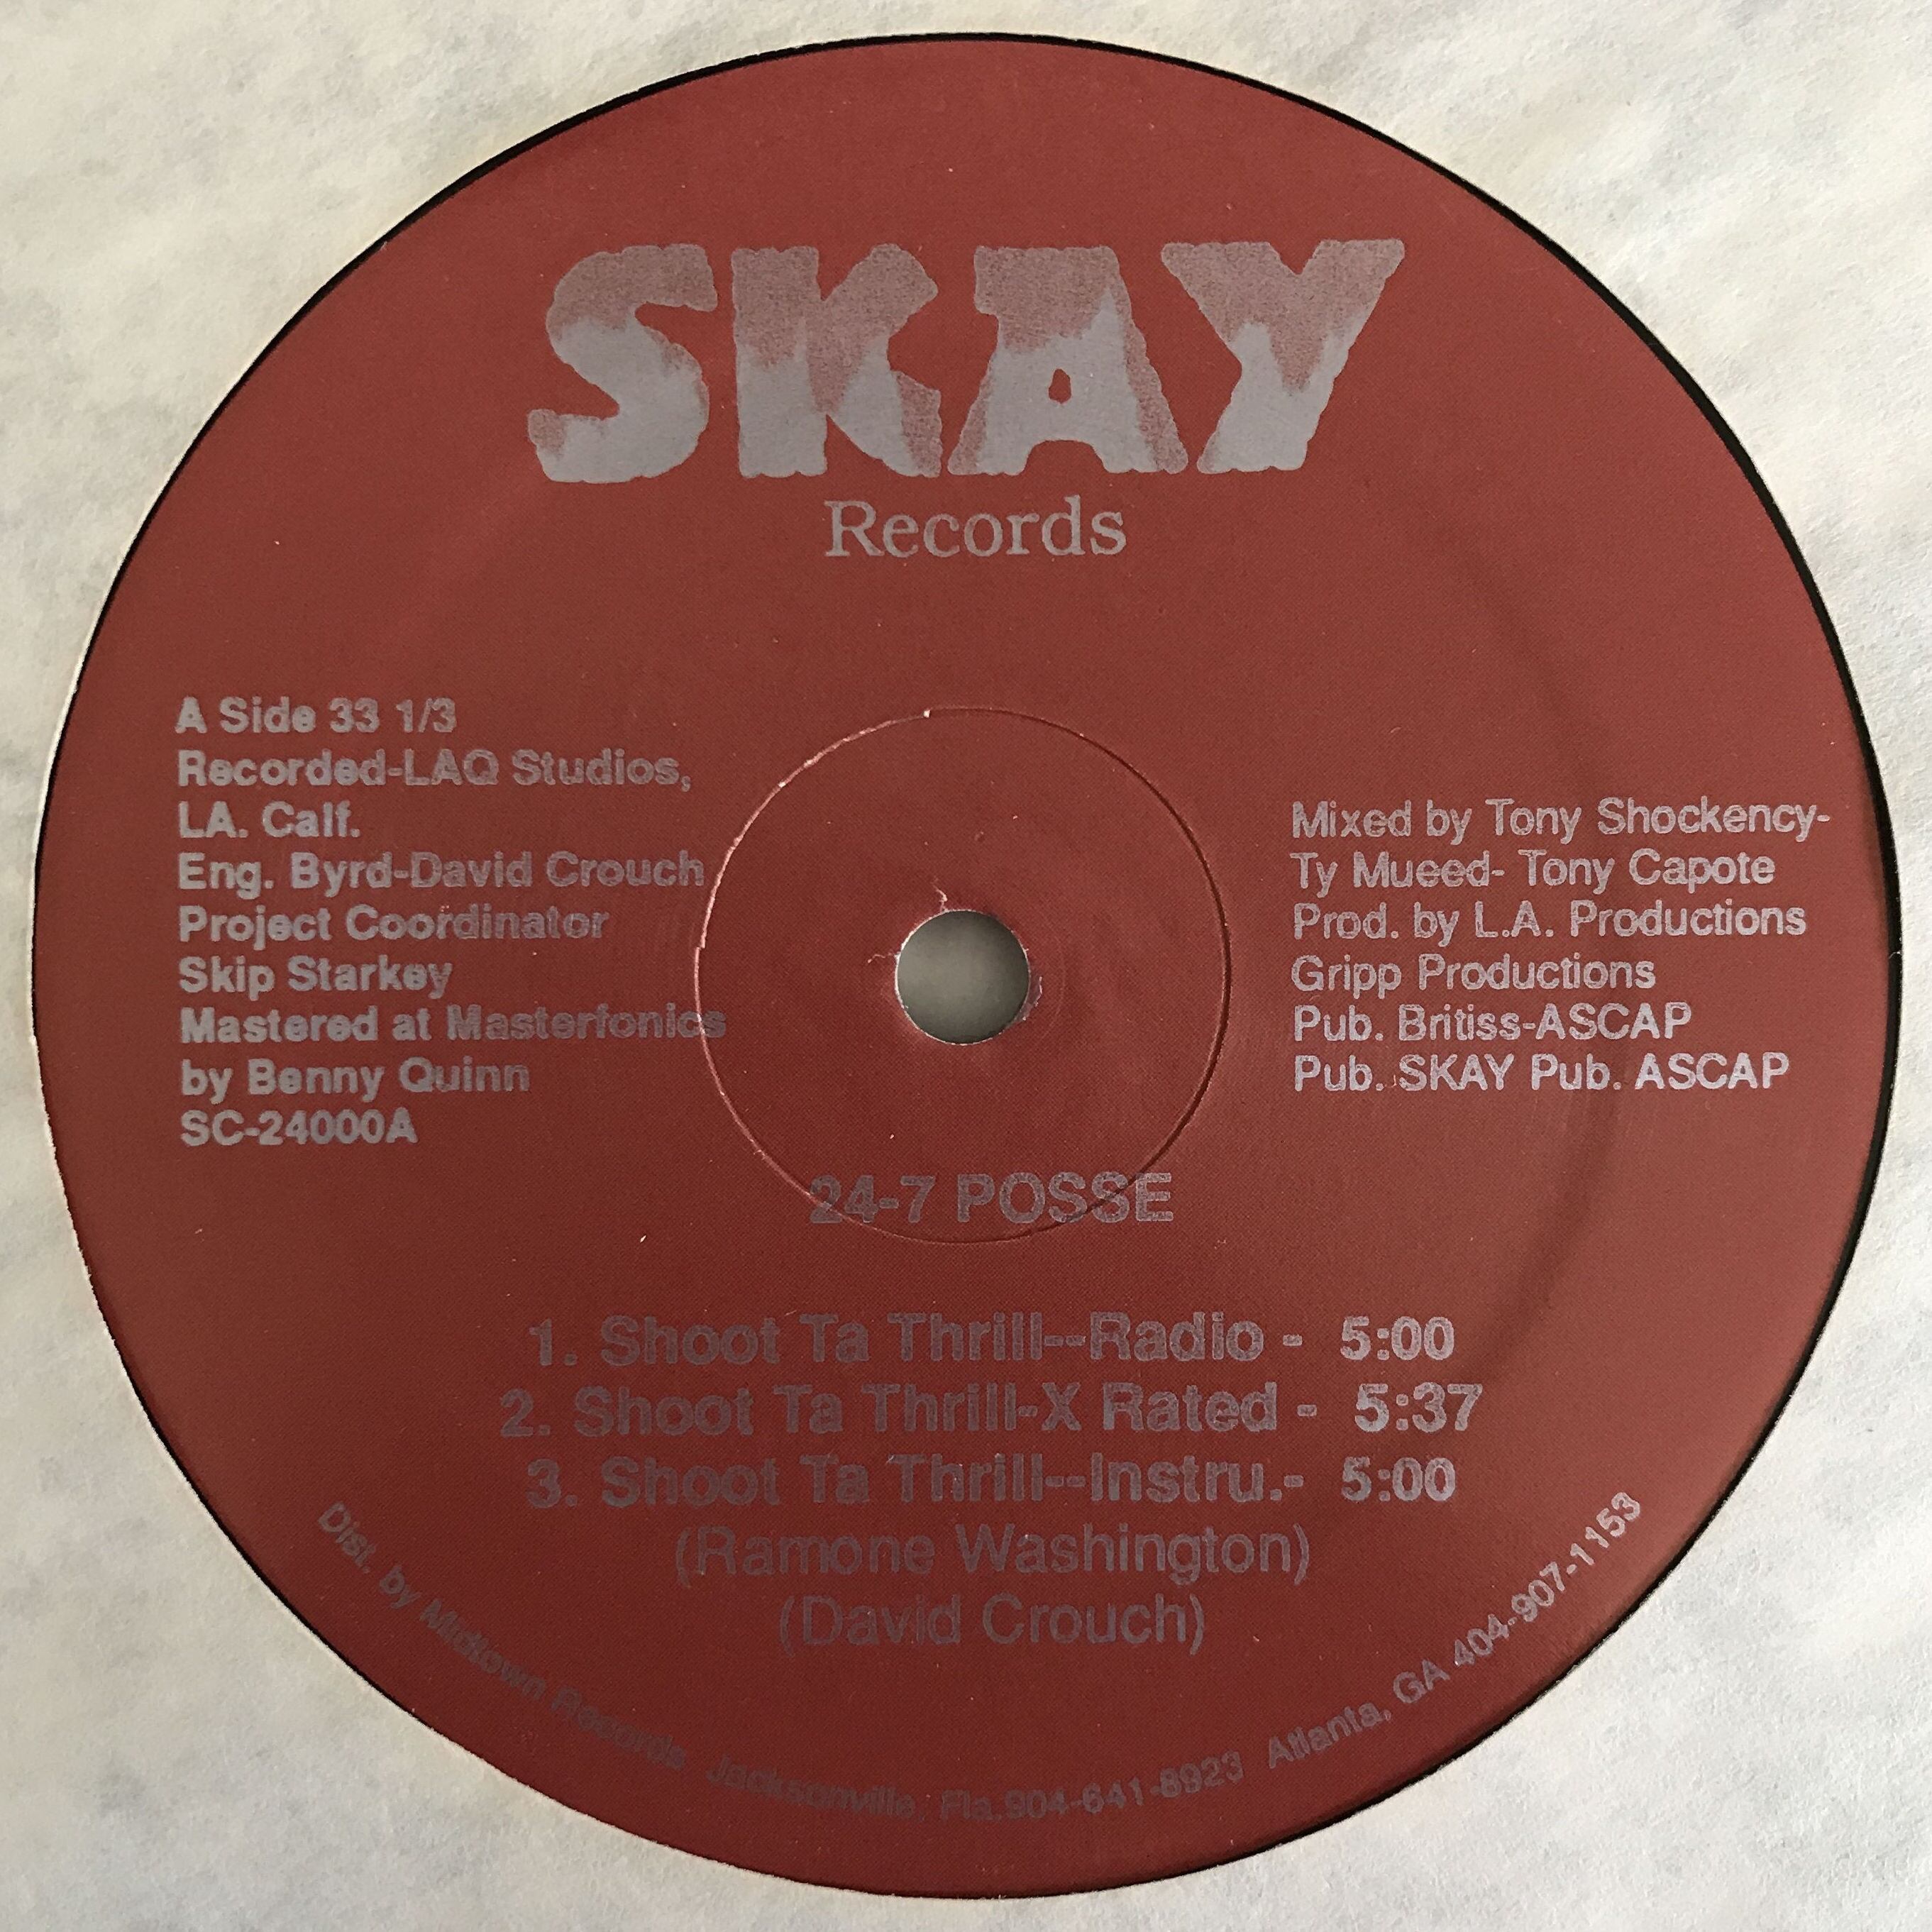 SKAY
Records
A Side 33 1/3
Recorded-LAQ Studios,
LA. Calf.
Eng. Byrd-David Crouch
Project Coordinator
Skip Starkey
Mastered at Masterfonics
by Benny Quinn
SC-24000A
Mixed by Tony Shockency-
Ty Mueed- Tony Capote
Prod. by L.A. Productions
Gripp Productions
Pub. Britiss-ASCAP
Pub. SKAY Pub. ASCAP
24-7 POSSE
1. Shoot Ta Thrill--Radio - 5:00
2. Shoot Ta Thrill-X Rated - 5:37
3. Shoot Ta Thrill--Instru.- 5:00
(Ramone Washington)
(David Crouch)
Dist. by Midtown Records Jacksonville, Fla.904-641-8923 Atlanta, GA 404-907-1153